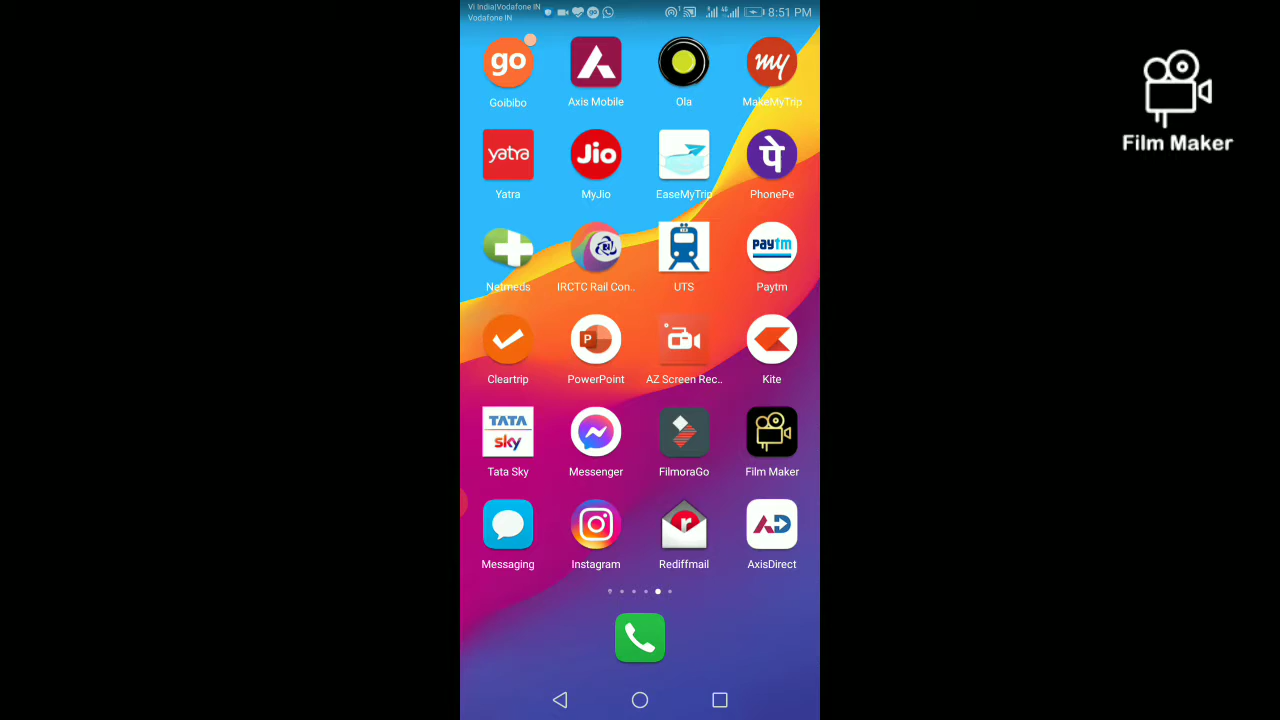 Vi India|Vodafone IN
Vodafone IN
8:51 PM
go
my
Goibibo
Axis Mobile
Ola
MakeMyTrip
yatra
Jio
पे
Yatra
MyJio
EaseMyTrip
PhonePe
paytm
Netmeds
IRCTC Rail Con..
UTS
Paytm
P
Cleartrip
PowerPoint
AZ Screen Rec..
Kite
TATA
sky
Tata Sky
Messenger
FilmoraGo
Film Maker
r
AD
Messaging
Instagram
Rediffmail
AxisDirect
Film Maker